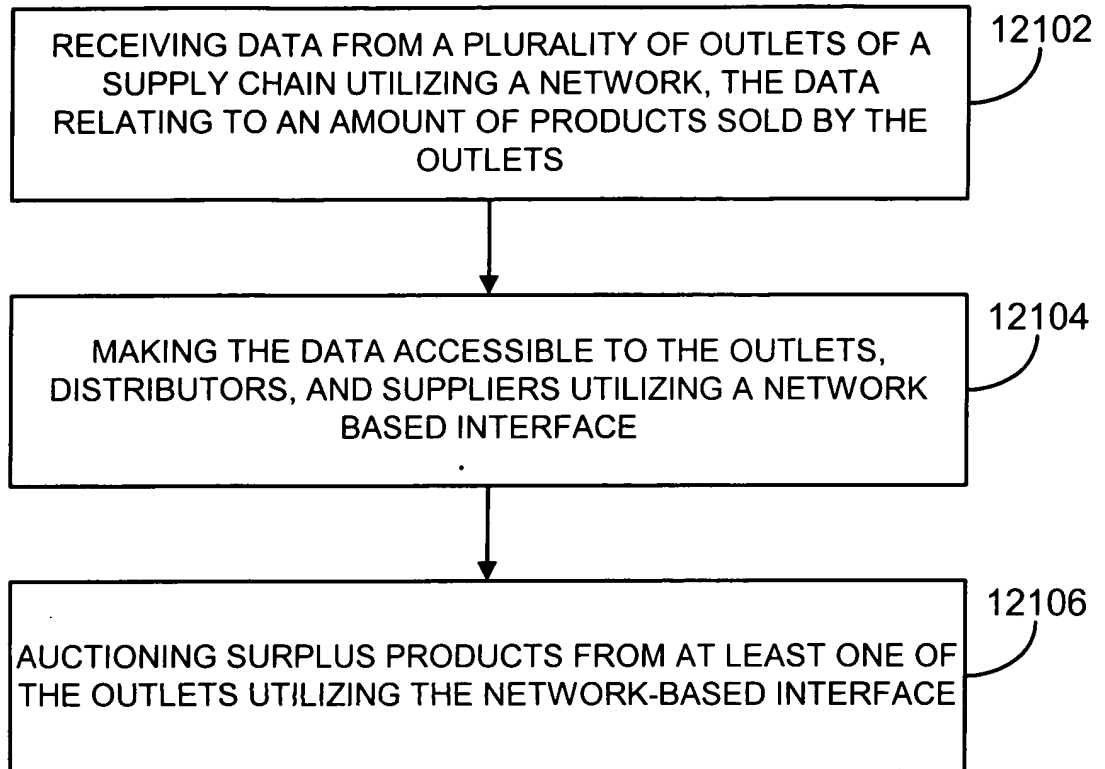 RECEIVING DATA FROM A PLURALITY OF OUTLETS OF A
SUPPLY CHAIN UTILIZING A NETWORK, THE DATA
RELATING TO AN AMOUNT OF PRODUCTS SOLD BY THE
OUTLETS
12102
MAKING THE DATA ACCESSIBLE TO THE OUTLETS,
DISTRIBUTORS, AND SUPPLIERS UTILIZING A NETWORK
BASED INTERFACE
12104
AUCTIONING SURPLUS PRODUCTS FROM AT LEAST ONE OF
THE OUTLETS UTILIZING THE NETWORK-BASED INTERFACE
12106